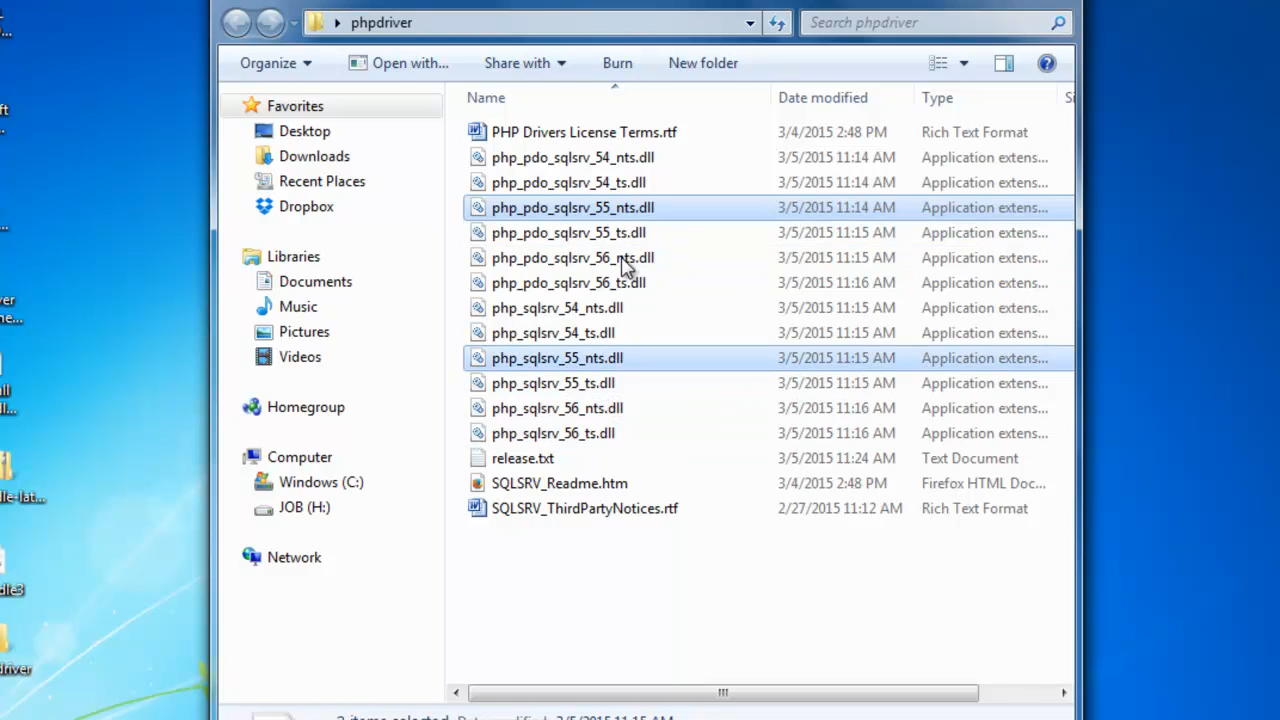 phpdriver
Search phpdriver
Organize
Open with...
Share with
Burn
New folder
Name
Date modified
Type
Si
Favorites
Desktop
Downloads
Recent Places
Dropbox
Libraries
Documents
Music
Pictures
Videos
Homegroup
Computer
Windows (C:)
JOB (H:)
Network
PHP Drivers License Terms.rtf 3/4/2015 2:48 PM Rich Text Format
php_pdo_sqlsrv_54_nts.dll 3/5/2015 11:14 AM Application extens...
php_pdo_sqlsrv_54_ts.dll 3/5/2015 11:14 AM Application extens...
php_pdo_sqlsrv_55_nts.dll 3/5/2015 11:14 AM Application extens...
php_pdo_sqlsrv_55_ts.dll 3/5/2015 11:15 AM Application extens...
php_pdo_sqlsrv_56_nts.dll 3/5/2015 11:15 AM Application extens...
php_pdo_sqlsrv_56_ts.dll 3/5/2015 11:16 AM Application extens...
php_sqlsrv_54_nts.dll 3/5/2015 11:15 AM Application extens...
php_sqlsrv_54_ts.dll 3/5/2015 11:15 AM Application extens...
php_sqlsrv_55_nts.dll 3/5/2015 11:15 AM Application extens...
php_sqlsrv_55_ts.dll 3/5/2015 11:15 AM Application extens...
php_sqlsrv_56_nts.dll 3/5/2015 11:16 AM Application extens...
php_sqlsrv_56_ts.dll 3/5/2015 11:16 AM Application extens...
release.txt 3/5/2015 11:24 AM Text Document
SQLSRV_Readme.htm 3/4/2015 2:48 PM Firefox HTML Doc...
SQLSRV_ThirdPartyNotices.rtf 2/27/2015 11:12 AM Rich Text Format